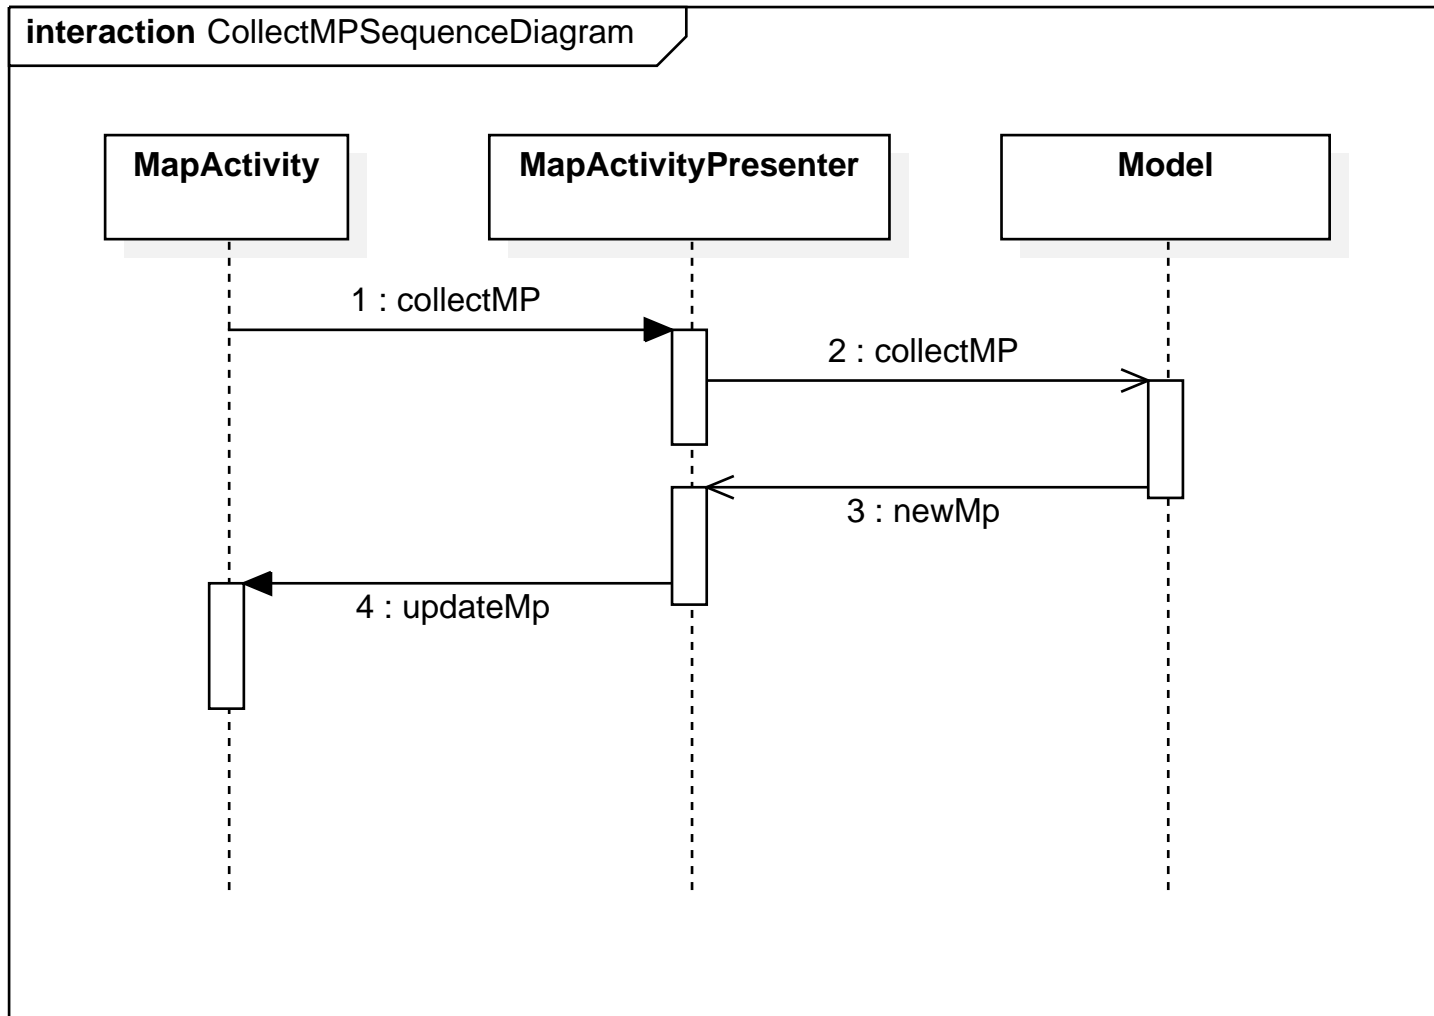 interaction CollectMPSequenceDiagram
MapActivity
MapActivityPresenter
Model
1 : collectMP
2 : collectMP
3 : newMp
4 : updateMp